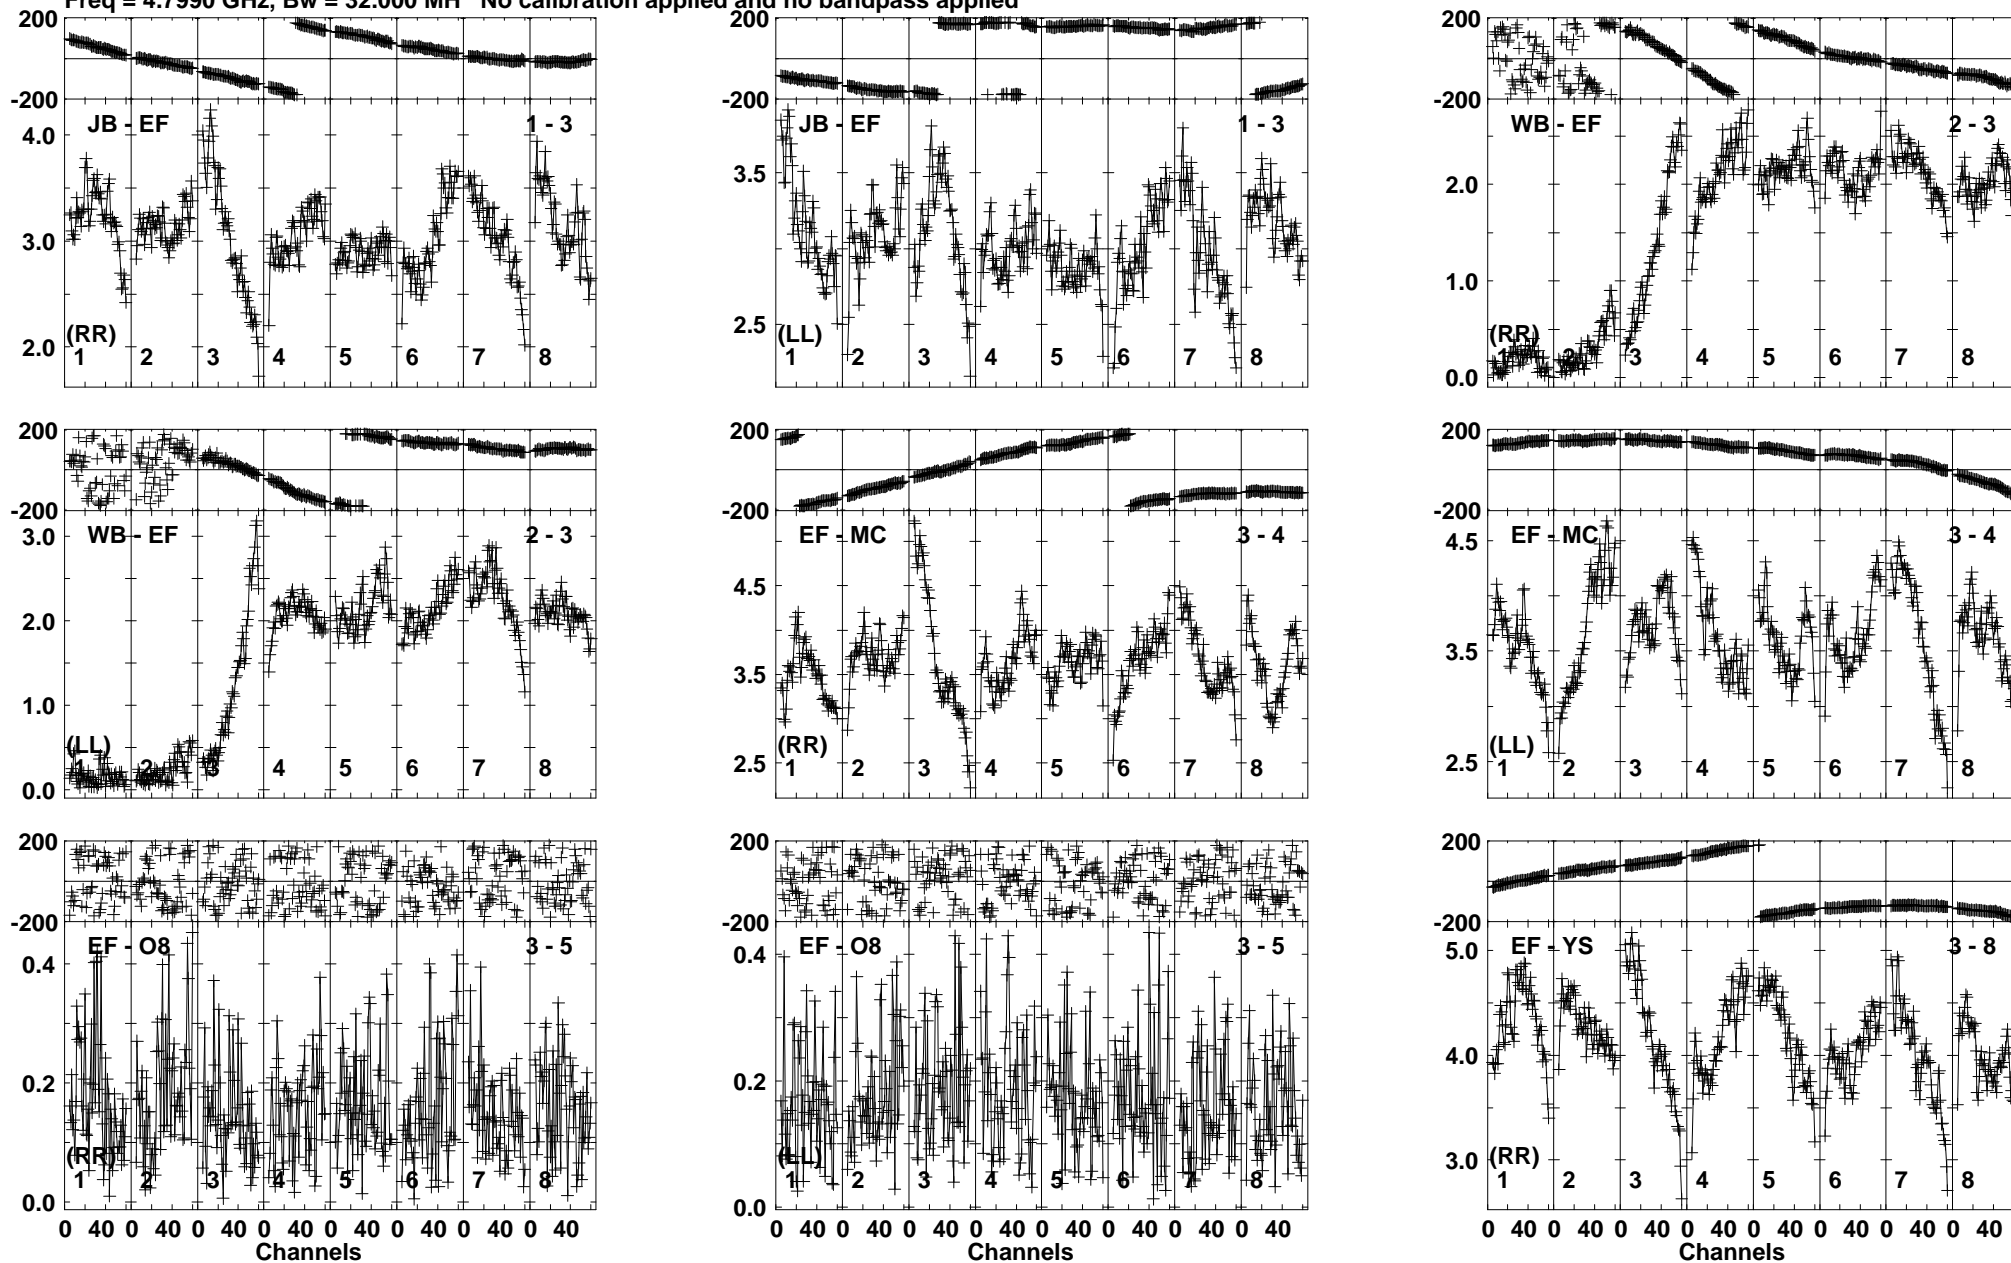 Freq = 4.7990 GHz, Bw = 32.000 MH No calibration applied and no bandpass applied
200
-200
JB - EF 1 - 3
4.0
3.0
2.0
(RR)
1 2 3 4 5 6 7 8
200
-200
JB - EF 1 - 3
3.5
2.5
(LL)
1 2 3 4 5 6 7 8
200
-200
WB - EF 2 - 3
2.0
1.0
0.0
(RR)
1 2 3 4 5 6 7 8
200
-200
WB - EF 2 - 3
3.0
2.0
1.0
0.0
(LL)
1 2 3 4 5 6 7 8
200
-200
EF - MC 3 - 4
4.5
3.5
2.5
(RR)
1 2 3 4 5 6 7 8
200
-200
EF - MC 3 - 4
4.5
3.5
2.5
(LL)
1 2 3 4 5 6 7 8
200
-200
EF - O8 3 - 5
0.4
0.2
0.0
(RR)
1 2 3 4 5 6 7 8
0 40 0 40 0 40 0 40 0 40 0 40 0 40 0 40
Channels
200
-200
EF - O8 3 - 5
0.4
0.2
0.0
(LL)
1 2 3 4 5 6 7 8
0 40 0 40 0 40 0 40 0 40 0 40 0 40 0 40
Channels
200
-200
EF - YS 3 - 8
5.0
4.0
3.0
(RR)
1 2 3 4 5 6 7 8
0 40 0 40 0 40 0 40 0 40 0 40 0 40 0 40
Channels